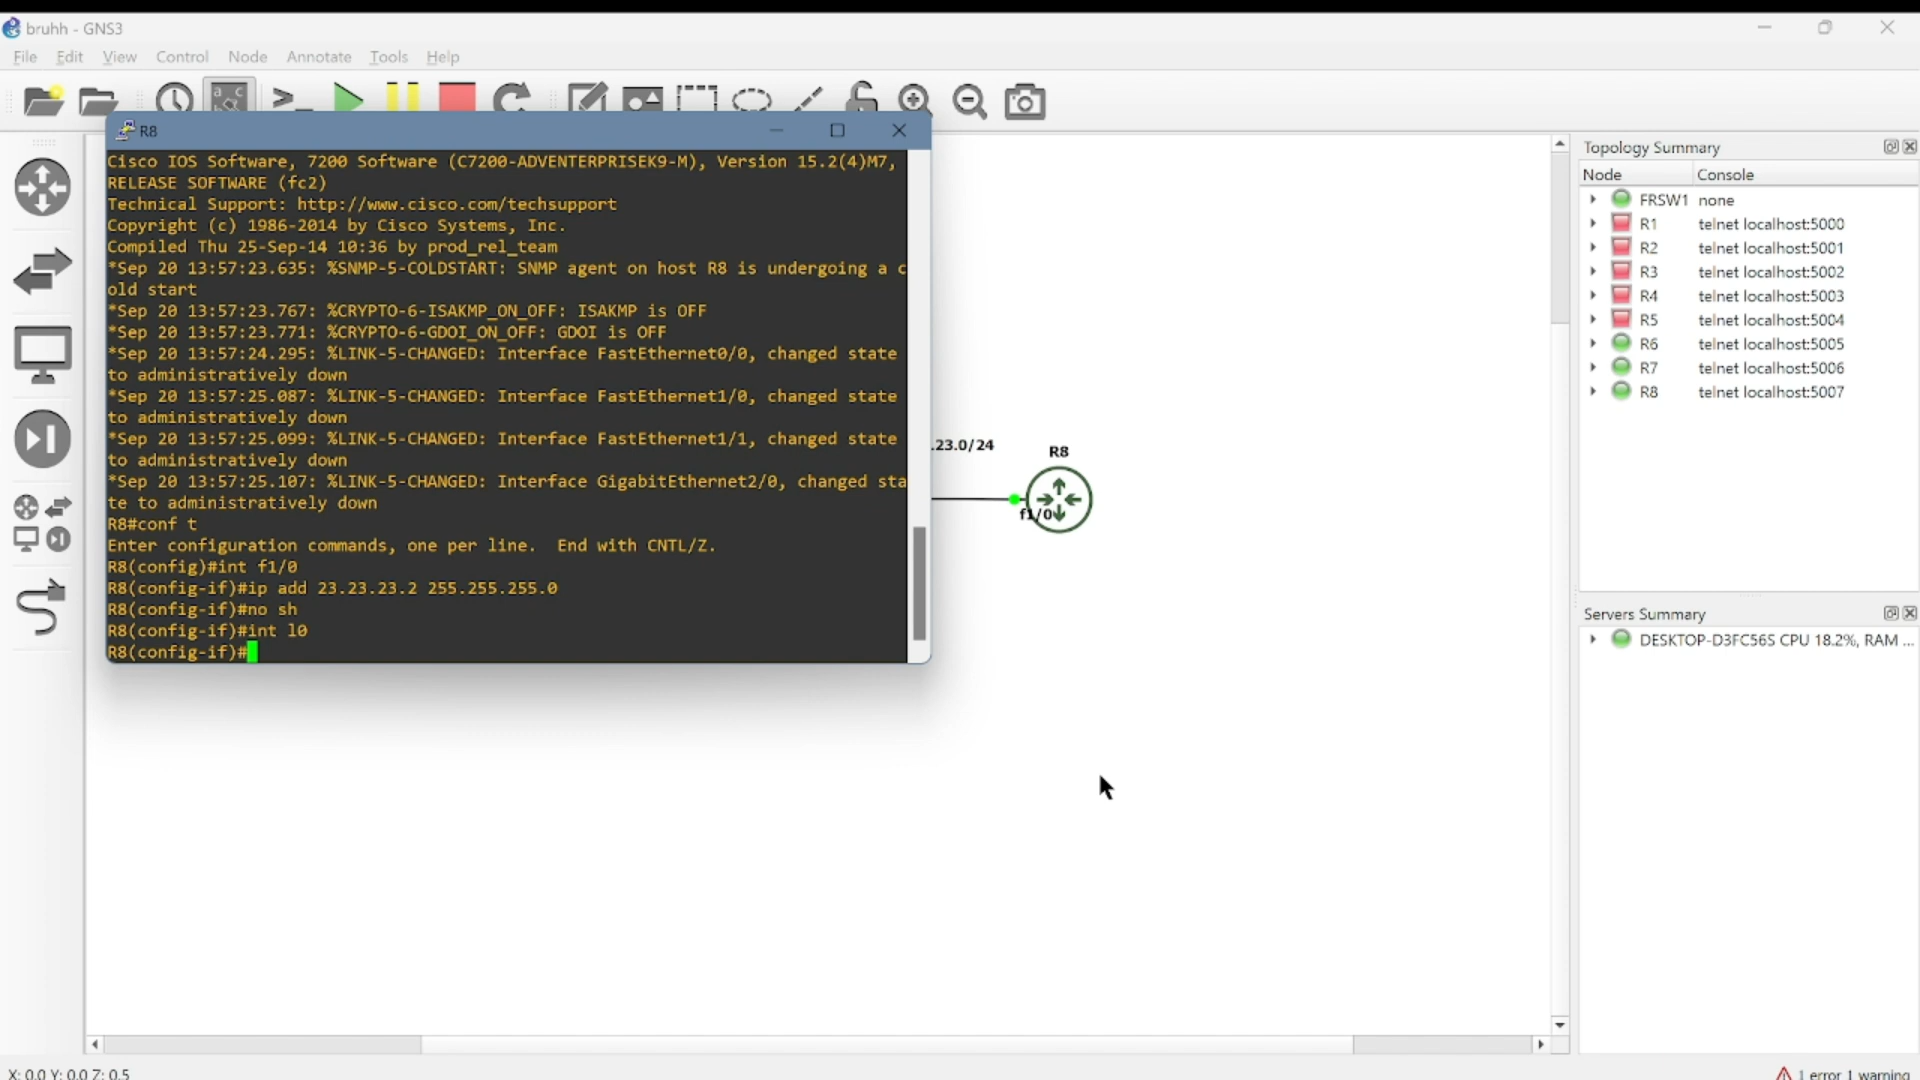 bruhh - GNS3
File Edit View Control Node Annotate Tools Help
R8
Cisco IOS Software, 7200 Software (C7200-ADVENTERPRISEK9-M), Version 15.2(4)M7,
RELEASE SOFTWARE (fc2)
Technical Support: http://www.cisco.com/techsupport
Copyright (c) 1986-2014 by Cisco Systems, Inc.
Compiled Thu 25-Sep-14 10:36 by prod_rel_team
*Sep 20 13:57:23.635: %SNMP-5-COLDSTART: SNMP agent on host R8 is undergoing a c
old start
*Sep 20 13:57:23.767: %CRYPTO-6-ISAKMP_ON_OFF: ISAKMP is OFF
*Sep 20 13:57:23.771: %CRYPTO-6-GDOI_ON_OFF: GDOI is OFF
*Sep 20 13:57:24.295: %LINK-5-CHANGED: Interface FastEthernet0/0, changed state
to administratively down
*Sep 20 13:57:25.087: %LINK-5-CHANGED: Interface FastEthernet1/0, changed state
to administratively down
*Sep 20 13:57:25.099: %LINK-5-CHANGED: Interface FastEthernet1/1, changed state
to administratively down
*Sep 20 13:57:25.107: %LINK-5-CHANGED: Interface GigabitEthernet2/0, changed sta
te to administratively down
R8#conf t
Enter configuration commands, one per line.  End with CNTL/Z.
R8(config)#int f1/0
R8(config-if)#ip add 23.23.23.2 255.255.255.0
R8(config-if)#no sh
R8(config-if)#int l0
R8(config-if)#
.23.0/24
R8
f1/0
Topology Summary
Node Console
FRSW1 none
R1 telnet localhost:5000
R2 telnet localhost:5001
R3 telnet localhost:5002
R4 telnet localhost:5003
R5 telnet localhost:5004
R6 telnet localhost:5005
R7 telnet localhost:5006
R8 telnet localhost:5007
Servers Summary
DESKTOP-D3FC56S CPU 18.2%, RAM ...
X: 0.0 Y: 0.0 Z: 0.5
1 error 1 warning